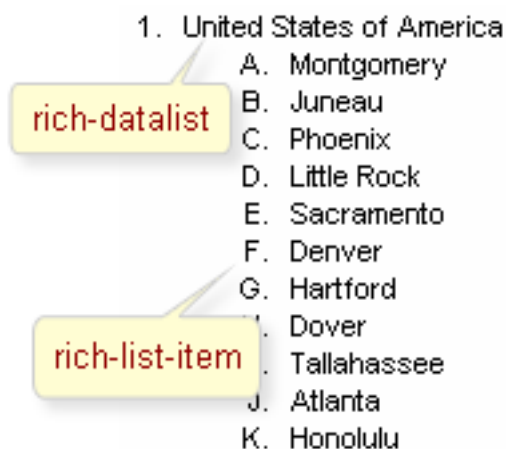 1. United States of America
A. Montgomery
rich-datalist
B. Juneau
C. Phoenix
D. Little Rock
E. Sacramento
F. Denver
G. Hartford
Dover
rich-list-item
Tallahassee
J. Atlanta
K. Honolulu